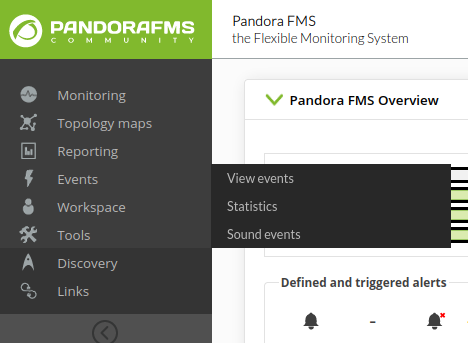 PANDORAFMS
COMMUNITY
Pandora FMS
the Flexible Monitoring System
Monitoring
Topology maps
Reporting
Events
Workspace
Tools
Discovery
Links
Pandora FMS Overview
View events
Statistics
Sound events
Defined and triggered alerts
-
-